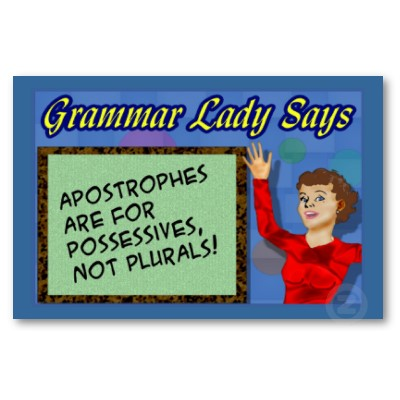 Grammar Lady Says
APOSTROPHES
ARE FOR
POSSESSIVES,
NOT PLURALS!